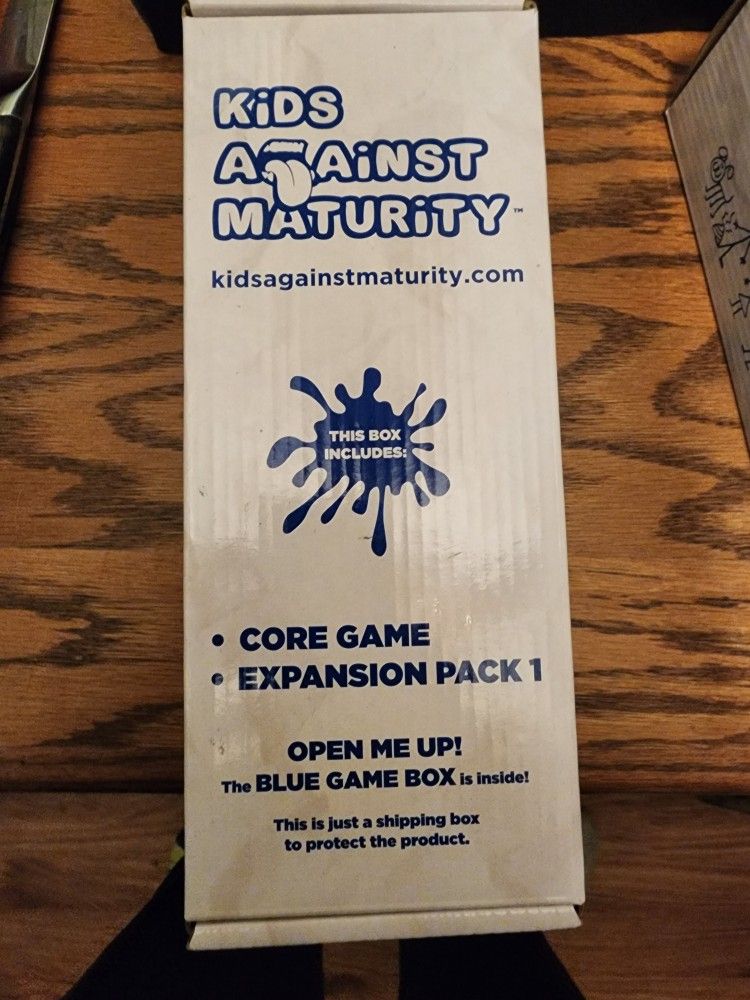 KiDS
AGAiNST
MATURiTY™
kidsagainstmaturity.com
THIS BOX
INCLUDES:
• CORE GAME
• EXPANSION PACK 1
OPEN ME UP!
The BLUE GAME BOX is inside!
This is just a shipping box
to protect the product.